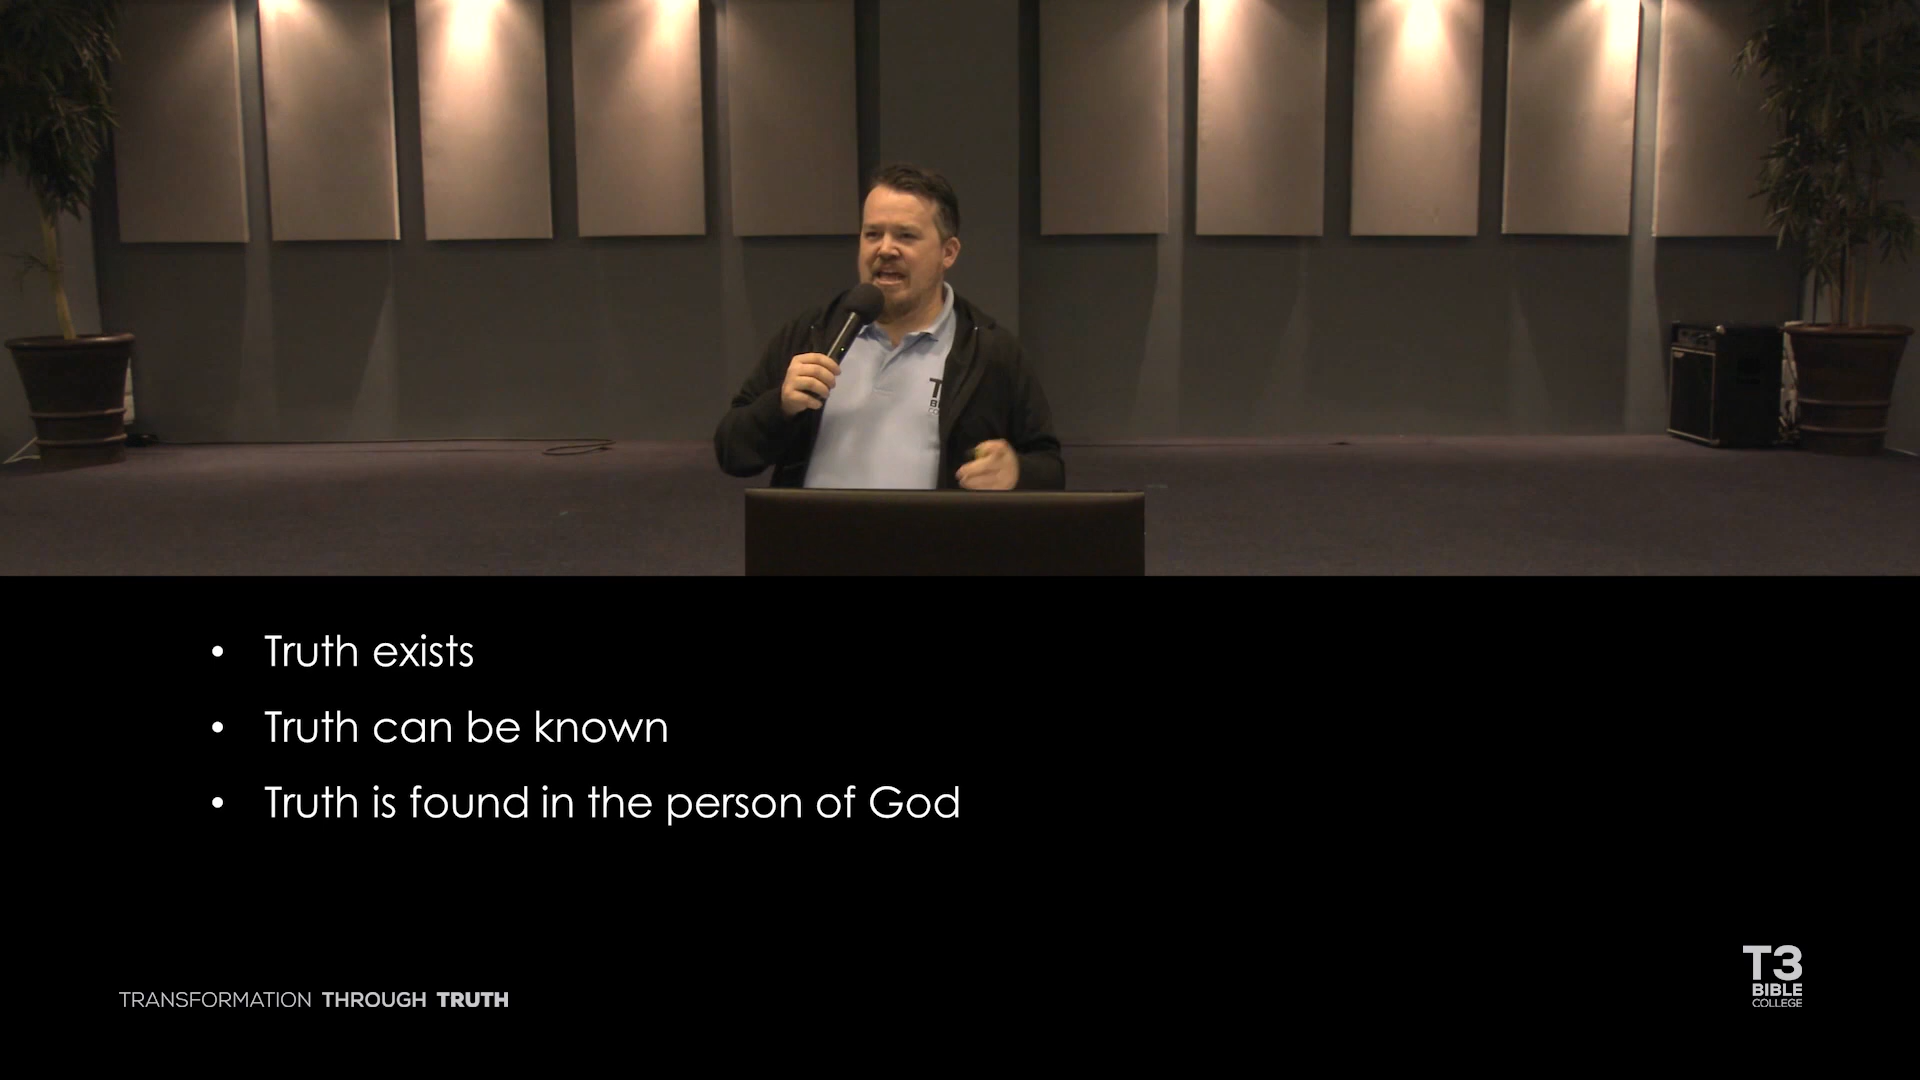 T
B
CO
• Truth exists
• Truth can be known
• Truth is found in the person of God
TRANSFORMATION THROUGH TRUTH
T3
BIBLE
COLLEGE